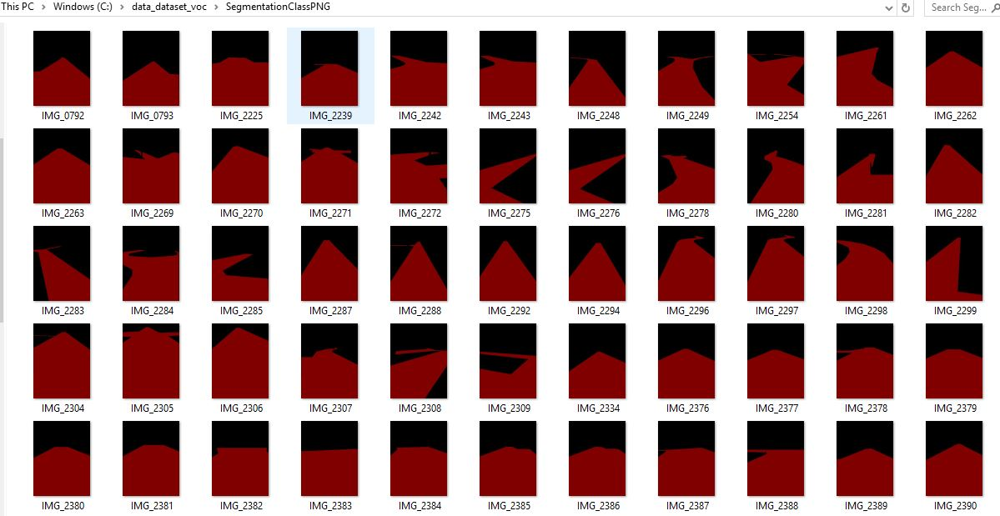 This PC > Windows (C:) > data_dataset_voc > SegmentationClassPNG
Search Seg...
IMG_0792 IMG_0793 IMG_2225 IMG_2239 IMG_2242 IMG_2243 IMG_2248 IMG_2249 IMG_2254 IMG_2261 IMG_2262
IMG_2263 IMG_2269 IMG_2270 IMG_2271 IMG_2272 IMG_2275 IMG_2276 IMG_2278 IMG_2280 IMG_2281 IMG_2282
IMG_2283 IMG_2284 IMG_2285 IMG_2287 IMG_2288 IMG_2292 IMG_2294 IMG_2296 IMG_2297 IMG_2298 IMG_2299
IMG_2304 IMG_2305 IMG_2306 IMG_2307 IMG_2308 IMG_2309 IMG_2334 IMG_2376 IMG_2377 IMG_2378 IMG_2379
IMG_2380 IMG_2381 IMG_2382 IMG_2383 IMG_2384 IMG_2385 IMG_2386 IMG_2387 IMG_2388 IMG_2389 IMG_2390